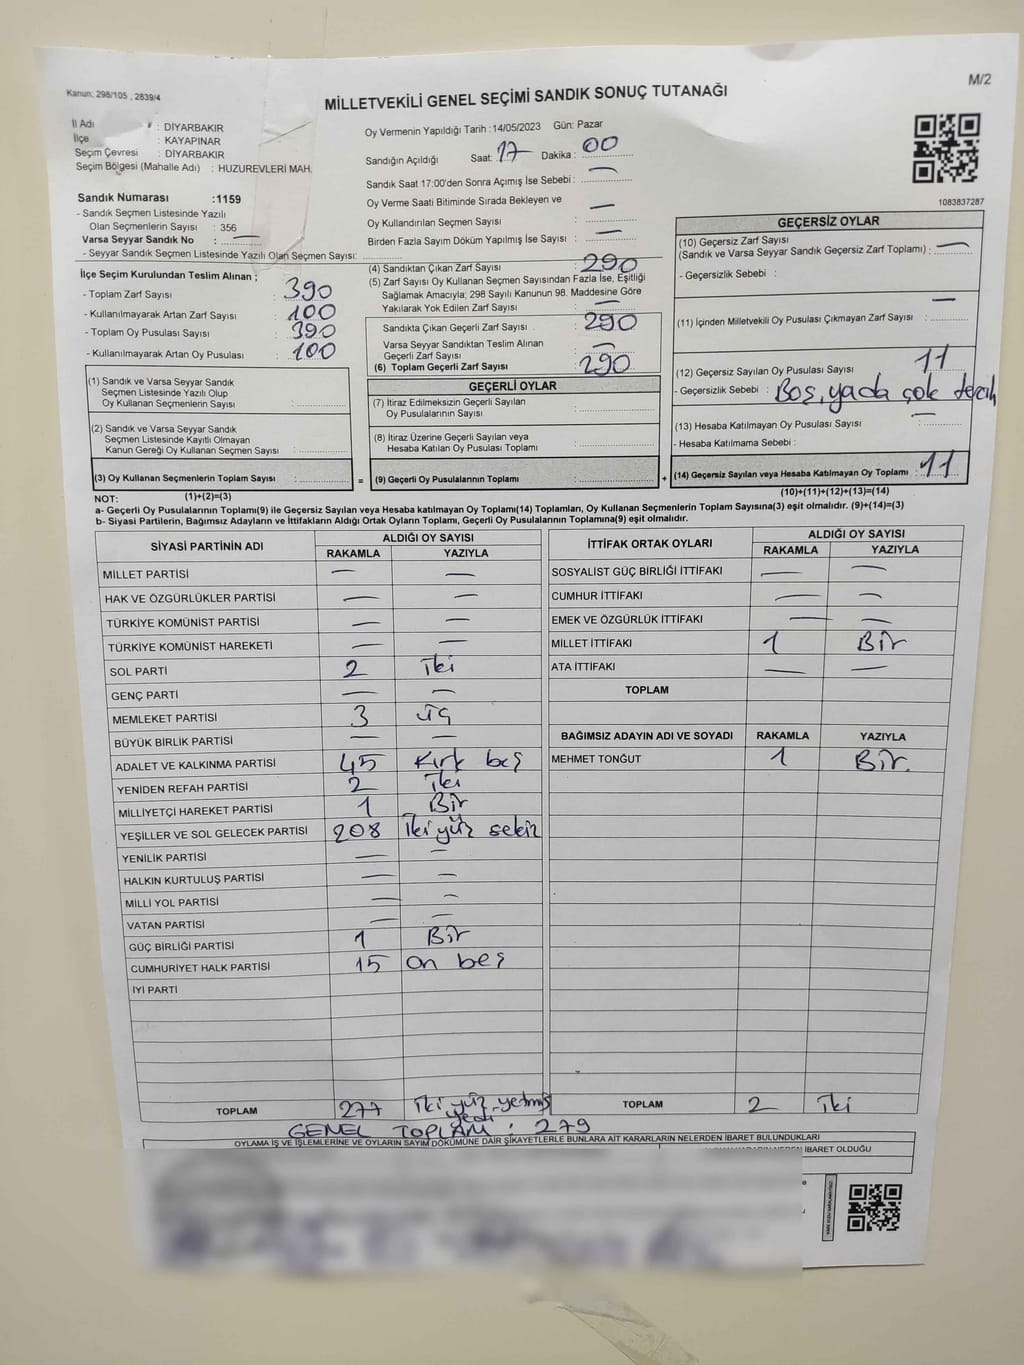 Kanun: 298/105 , 2839/4
M/2
MİLLETVEKİLİ GENEL SEÇİMİ SANDIK SONUÇ TUTANAĞI
İl Adı : DİYARBAKIR
İlçe : KAYAPINAR
Seçim Çevresi : DİYARBAKIR
Seçim Bölgesi (Mahalle Adı) : HUZUREVLERİ MAH.
Sandık Numarası :1159
- Sandık Seçmen Listesinde Yazılı
Olan Seçmenlerin Sayısı : 356
Varsa Seyyar Sandık No : —
- Seyyar Sandık Seçmen Listesinde Yazılı Olan Seçmen Sayısı:
İlçe Seçim Kurulundan Teslim Alınan ;
- Toplam Zarf Sayısı : 390
- Kullanılmayarak Artan Zarf Sayısı : 100
- Toplam Oy Pusulası Sayısı : 390
- Kullanılmayarak Artan Oy Pusulası : 100
Oy Vermenin Yapıldığı Tarih :14/05/2023 Gün: Pazar
Sandığın Açıldığı Saat: 17 Dakika : 00
Sandık Saat 17:00'den Sonra Açımış İse Sebebi : —
Oy Verme Saati Bitiminde Sırada Bekleyen ve
Oy Kullandırılan Seçmen Sayısı : —
Birden Fazla Sayım Döküm Yapılmış İse Sayısı : —
(4) Sandıktan Çıkan Zarf Sayısı : 290
(5) Zarf Sayısı Oy Kullanan Seçmen Sayısından Fazla İse, Eşitliği
Sağlamak Amacıyla; 298 Sayılı Kanunun 98. Maddesine Göre
Yakılarak Yok Edilen Zarf Sayısı : —
Sandıkta Çıkan Geçerli Zarf Sayısı : 290
Varsa Seyyar Sandıktan Teslim Alınan
Geçerli Zarf Sayısı : —
(6) Toplam Geçerli Zarf Sayısı : 290
1083837287
GEÇERSİZ OYLAR
(10) Geçersiz Zarf Sayısı
(Sandık ve Varsa Seyyar Sandık Geçersiz Zarf Toplamı) : —
- Geçersizlik Sebebi :
—
(11) İçinden Milletvekili Oy Pusulası Çıkmayan Zarf Sayısı :
(12) Geçersiz Sayılan Oy Pusulası Sayısı : 11
- Geçersizlik Sebebi : Boş, yada çok tercih
(13) Hesaba Katılmayan Oy Pusulası Sayısı : —
- Hesaba Katılmama Sebebi :
(14) Geçersiz Sayılan veya Hesaba Katılmayan Oy Toplamı : 11
(10)+(11)+(12)+(13)=(14)
(1) Sandık ve Varsa Seyyar Sandık
Seçmen Listesinde Yazılı Olup
Oy Kullanan Seçmenlerin Sayısı :
(2) Sandık ve Varsa Seyyar Sandık
Seçmen Listesinde Kayıtlı Olmayan
Kanun Gereği Oy Kullanan Seçmen Sayısı :
(3) Oy Kullanan Seçmenlerin Toplam Sayısı :
=
(1)+(2)=(3)
GEÇERLİ OYLAR
(7) İtiraz Edilmeksizin Geçerli Sayılan
Oy Pusulalarının Sayısı :
(8) İtiraz Üzerine Geçerli Sayılan veya
Hesaba Katılan Oy Pusulası Toplamı :
(9) Geçerli Oy Pusulalarının Toplamı :
+
NOT:
a- Geçerli Oy Pusulalarının Toplamı(9) ile Geçersiz Sayılan veya Hesaba Katılmayan Oy Toplamı(14) Toplamları, Oy Kullanan Seçmenlerin Toplam Sayısına(3) eşit olmalıdır. (9)+(14)=(3)
b- Siyasi Partilerin, Bağımsız Adayların ve İttifakların Aldığı Ortak Oyların Toplamı, Geçerli Oy Pusulalarının Toplamına(9) eşit olmalıdır.
SİYASİ PARTİNİN ADI ALDIĞI OY SAYISI
RAKAMLA YAZIYLA
MİLLET PARTİSİ — —
HAK VE ÖZGÜRLÜKLER PARTİSİ — —
TÜRKİYE KOMÜNİST PARTİSİ — —
TÜRKİYE KOMÜNİST HAREKETİ — —
SOL PARTİ 2 İki
GENÇ PARTİ — —
MEMLEKET PARTİSİ 3 Üç
BÜYÜK BİRLİK PARTİSİ — —
ADALET VE KALKINMA PARTİSİ 45 Kırk beş
YENİDEN REFAH PARTİSİ 2 İki
MİLLİYETÇİ HAREKET PARTİSİ 1 Bir
YEŞİLLER VE SOL GELECEK PARTİSİ 208 İki yüz sekiz
YENİLİK PARTİSİ — —
HALKIN KURTULUŞ PARTİSİ — —
MİLLİ YOL PARTİSİ — —
VATAN PARTİSİ — —
GÜÇ BİRLİĞİ PARTİSİ 1 Bir
CUMHURİYET HALK PARTİSİ 15 On beş
İYİ PARTİ
TOPLAM 277 İki yüz yetmiş
yedi
GENEL TOPLAM : 279
İTTİFAK ORTAK OYLARI ALDIĞI OY SAYISI
RAKAMLA YAZIYLA
SOSYALİST GÜÇ BİRLİĞİ İTTİFAKI — —
CUMHUR İTTİFAKI — —
EMEK VE ÖZGÜRLÜK İTTİFAKI — —
MİLLET İTTİFAKI 1 Bir
ATA İTTİFAKI — —
TOPLAM
BAĞIMSIZ ADAYIN ADI VE SOYADI RAKAMLA YAZIYLA
MEHMET TONĞUT 1 Bir.
TOPLAM 2 İki
OYLAMA İŞ VE İŞLEMLERİNE VE OYLARIN SAYIM DÖKÜMÜNE DAİR ŞİKAYETLERLE BUNLARA AİT KARARLARIN NELERDEN İBARET BULUNDUKLARI
İBARET OLDUĞU